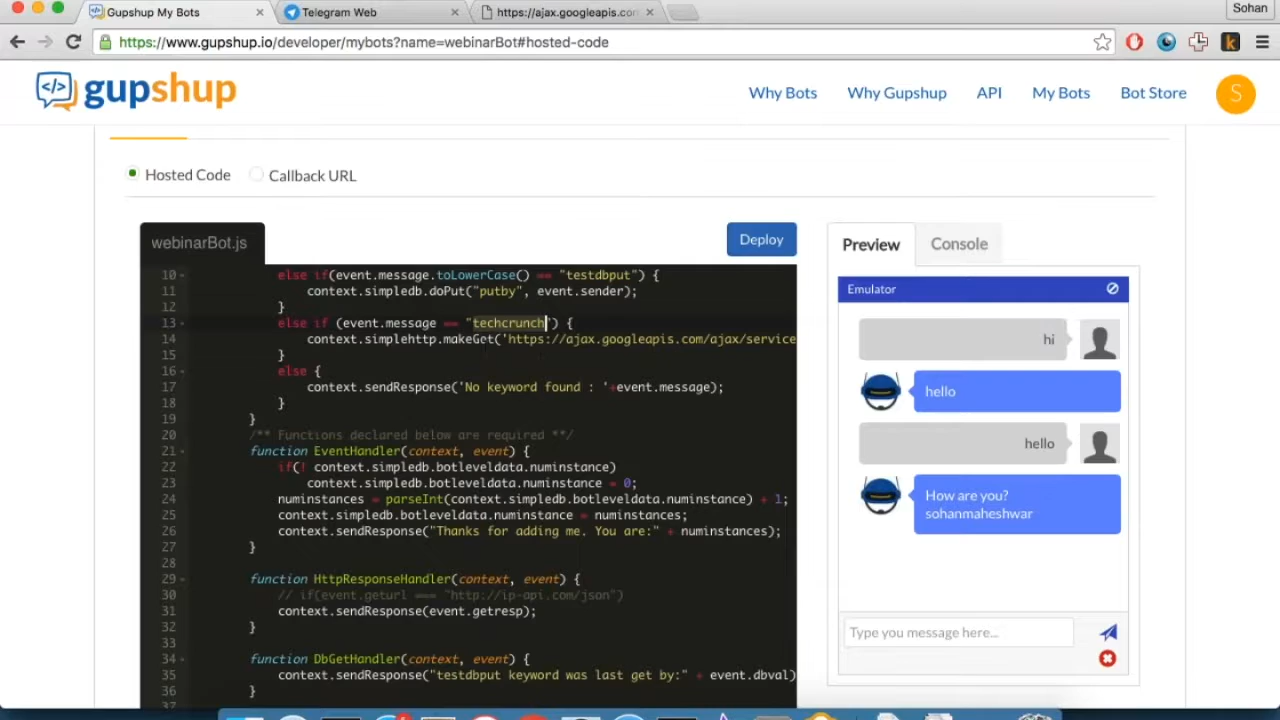 Gupshup My Bots
Telegram Web
https://ajax.googleapis.com
Sohan
https://www.gupshup.io/developer/mybots?name=webinarBot#hosted-code
gupshup
Why Bots
Why Gupshup
API
My Bots
Bot Store
S
Hosted Code
Callback URL
webinarBot.js
Deploy
10 else if(event.message.toLowerCase() == "testdbput") {
11 context.simpledb.doPut("putby", event.sender);
12 }
13 else if (event.message == "techcrunch") {
14 context.simplehttp.makeGet('https://ajax.googleapis.com/ajax/service
15 }
16 else {
17 context.sendResponse('No keyword found : '+event.message);
18 }
19 }
20 /** Functions declared below are required **/
21 function EventHandler(context, event) {
22 if(! context.simpledb.botleveldata.numinstance)
23 context.simpledb.botleveldata.numinstance = 0;
24 numinstances = parseInt(context.simpledb.botleveldata.numinstance) + 1;
25 context.simpledb.botleveldata.numinstance = numinstances;
26 context.sendResponse("Thanks for adding me. You are:" + numinstances);
27 }
28
29 function HttpResponseHandler(context, event) {
30 // if(event.geturl === "http://ip-api.com/json")
31 context.sendResponse(event.getresp);
32 }
33
34 function DbGetHandler(context, event) {
35 context.sendResponse("testdbput keyword was last get by:" + event.dbval)
36 }
37
Preview
Console
Emulator
hi
hello
hello
How are you?
sohanmaheshwar
Type you message here...